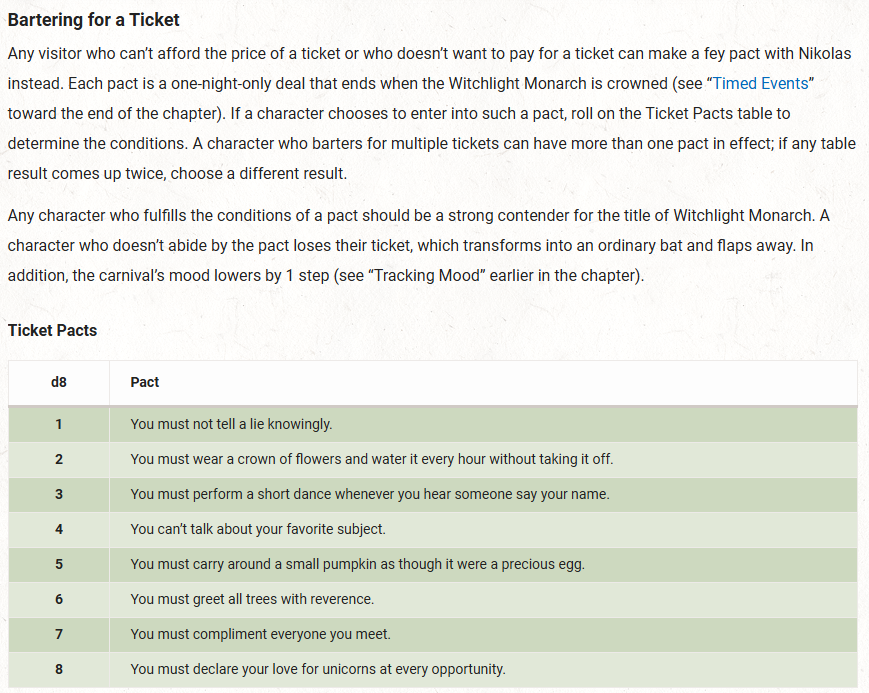 Bartering for a Ticket
Any visitor who can’t afford the price of a ticket or who doesn’t want to pay for a ticket can make a fey pact with Nikolas
instead. Each pact is a one-night-only deal that ends when the Witchlight Monarch is crowned (see “Timed Events”
toward the end of the chapter). If a character chooses to enter into such a pact, roll on the Ticket Pacts table to
determine the conditions. A character who barters for multiple tickets can have more than one pact in effect; if any table
result comes up twice, choose a different result.
Any character who fulfills the conditions of a pact should be a strong contender for the title of Witchlight Monarch. A
character who doesn’t abide by the pact loses their ticket, which transforms into an ordinary bat and flaps away. In
addition, the carnival’s mood lowers by 1 step (see “Tracking Mood” earlier in the chapter).
Ticket Pacts
d8 Pact
1 You must not tell a lie knowingly.
2 You must wear a crown of flowers and water it every hour without taking it off.
3 You must perform a short dance whenever you hear someone say your name.
4 You can’t talk about your favorite subject.
5 You must carry around a small pumpkin as though it were a precious egg.
6 You must greet all trees with reverence.
7 You must compliment everyone you meet.
8 You must declare your love for unicorns at every opportunity.